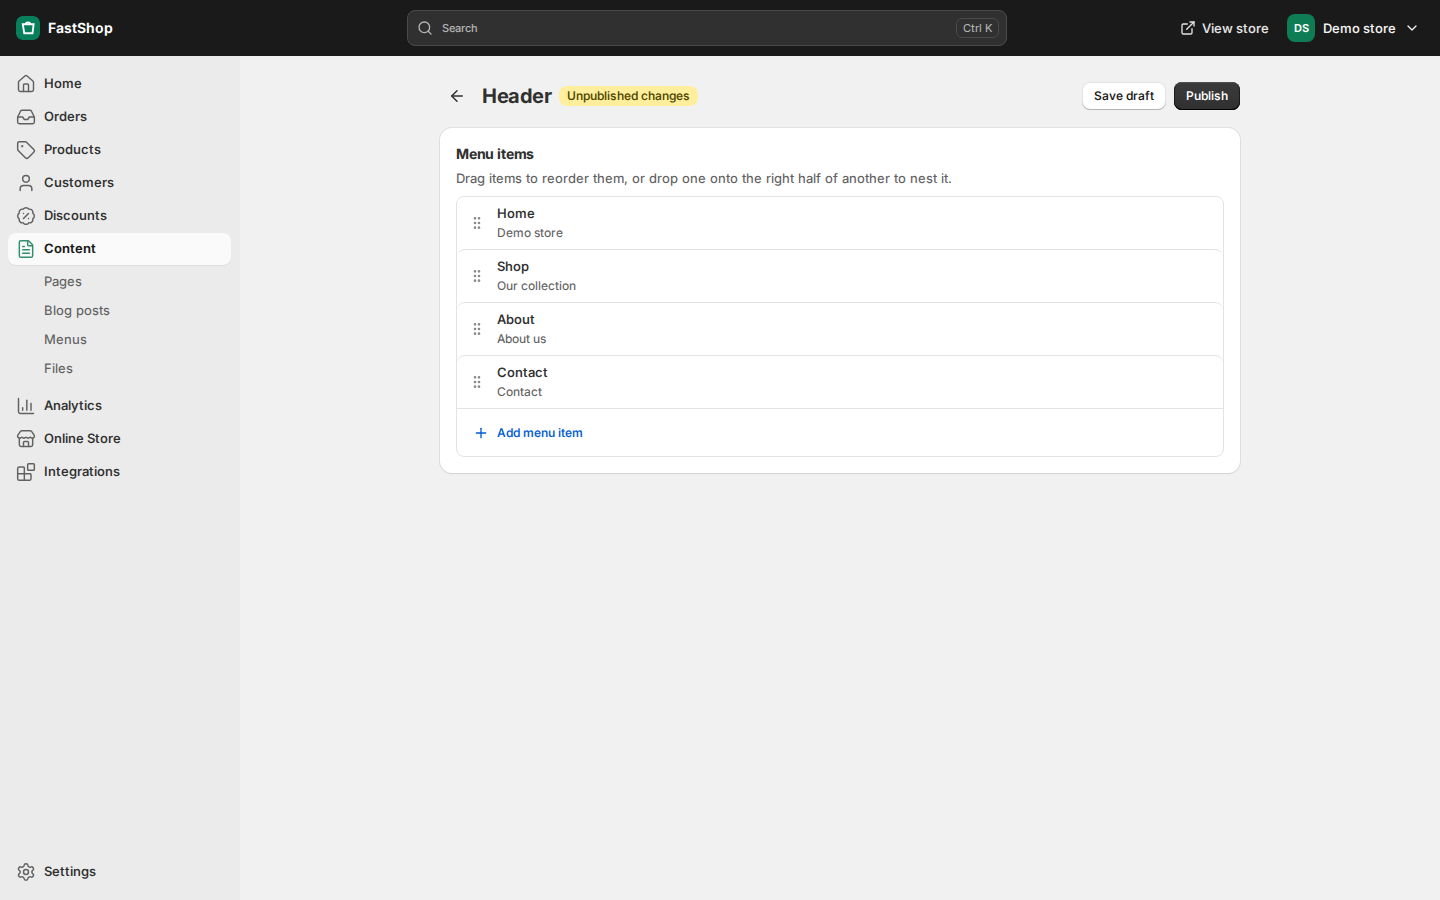 FastShop
Search
Ctrl K
View store
DS
Demo store
Home
Orders
Products
Customers
Discounts
Content
Pages
Blog posts
Menus
Files
Analytics
Online Store
Integrations
Settings
Header
Unpublished changes
Save draft
Publish
Menu items
Drag items to reorder them, or drop one onto the right half of another to nest it.
Home
Demo store
Shop
Our collection
About
About us
Contact
Contact
Add menu item